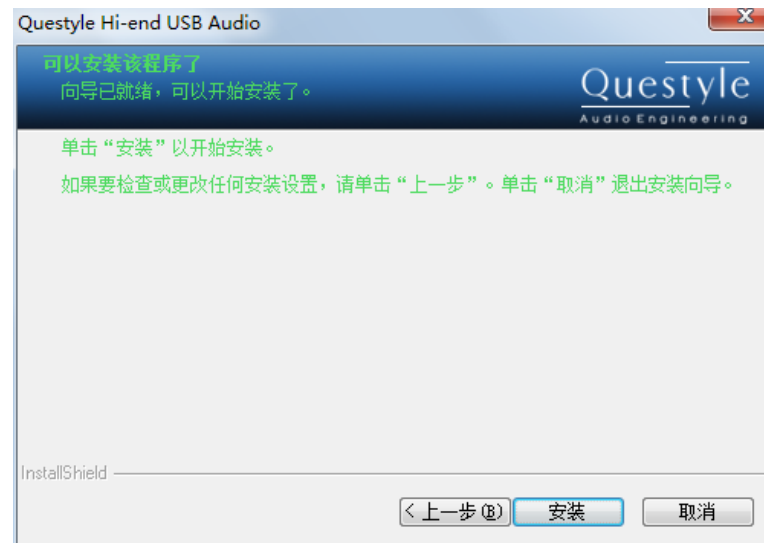 Questyle Hi-end USB Audio
可以安装该程序了
向导已就绪，可以开始安装了。
Questyle
Audio Engineering
单击“安装”以开始安装。
如果要检查或更改任何安装设置，请单击“上一步”。单击“取消”退出安装向导。
InstallShield
<上一步(B) 安装 取消